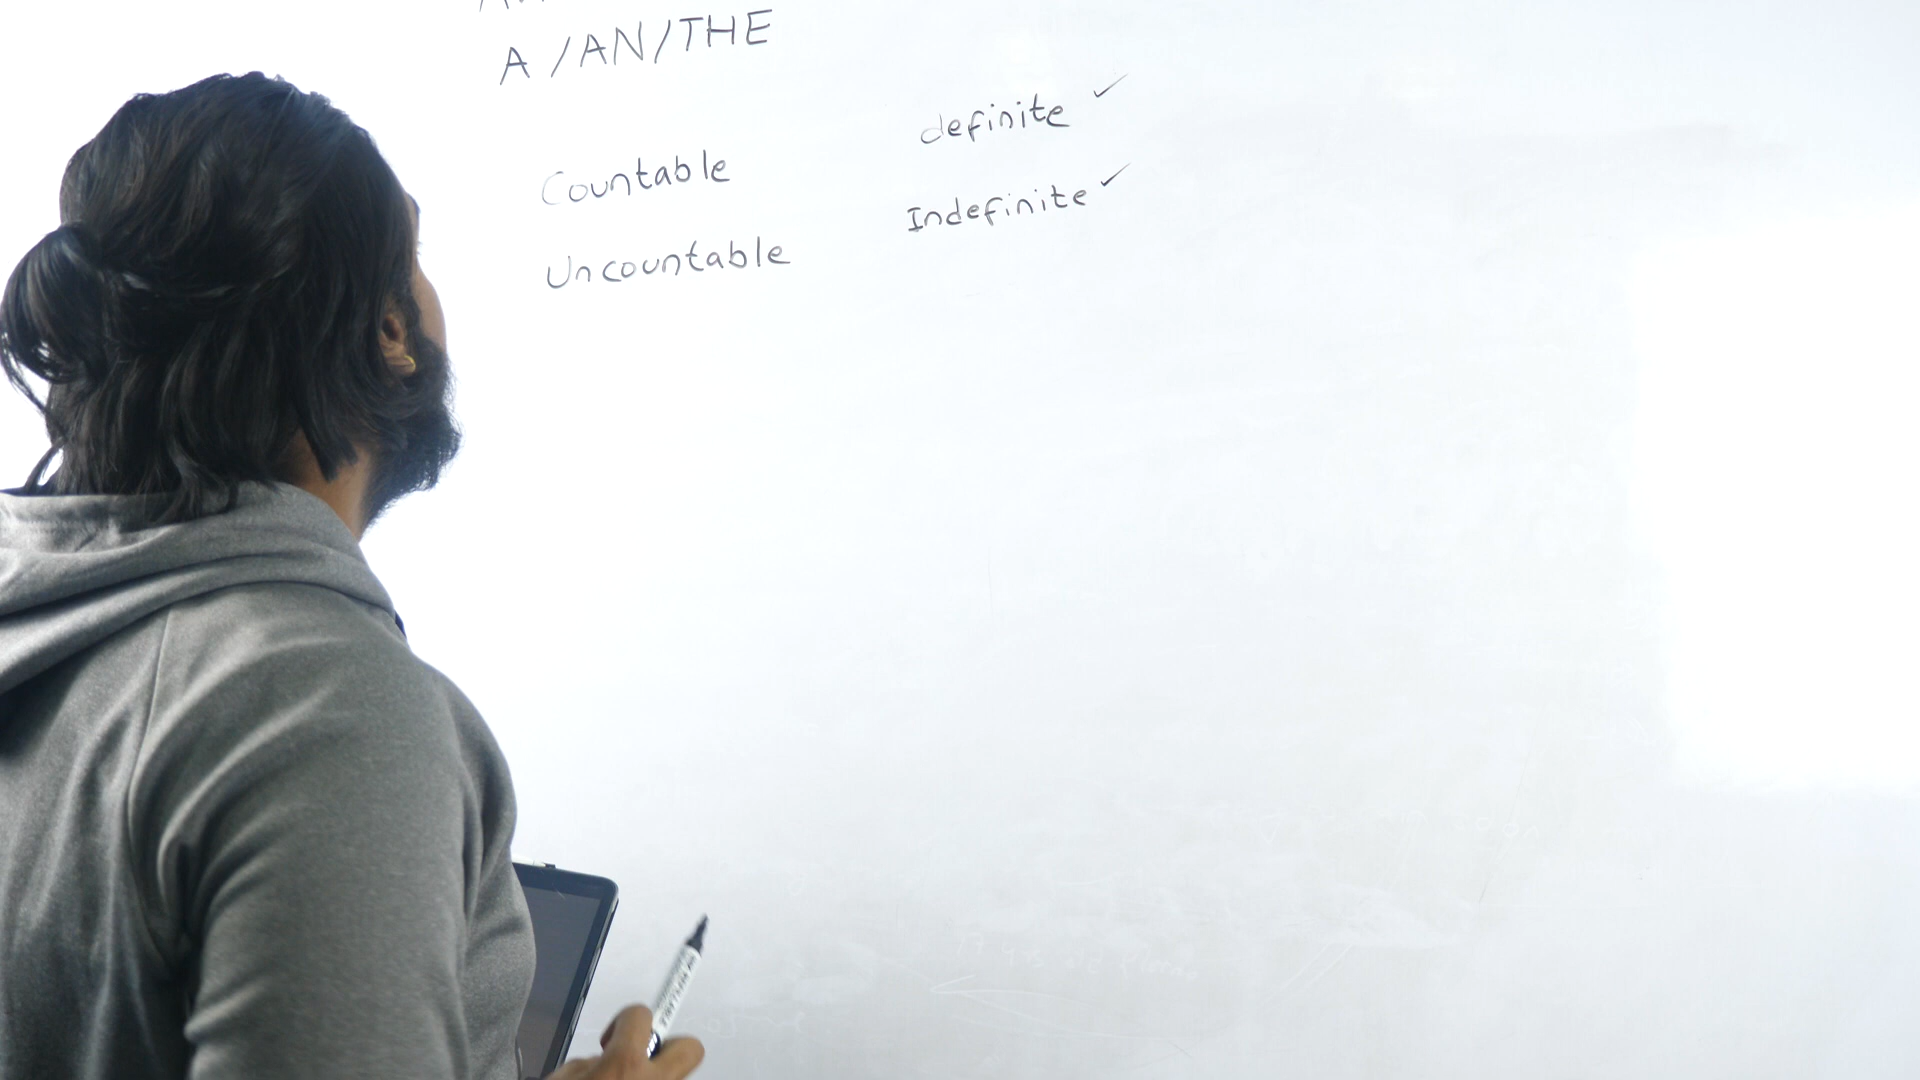 A /AN/THE
Countable
Uncountable
definite ✓
Indefinite ✓